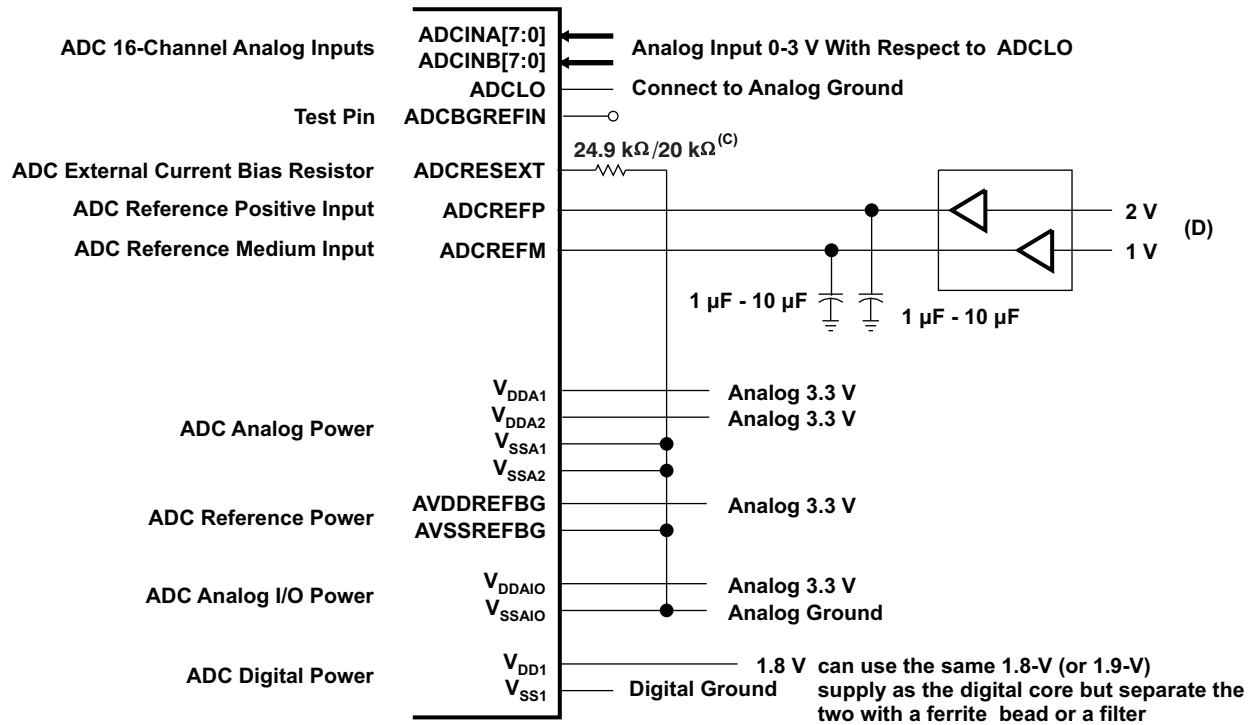 ADC 16-Channel Analog Inputs
ADCINA[7:0]
ADCINB[7:0]
Analog Input 0-3 V With Respect to ADCLO
ADCLO
Connect to Analog Ground
Test Pin
ADCBGREFIN
24.9 kΩ/20 kΩ(C)
ADC External Current Bias Resistor
ADCRESEXT
ADC Reference Positive Input
ADCREFP
2 V
(D)
ADC Reference Medium Input
ADCREFM
1 V
1 µF - 10 µF
1 µF - 10 µF
ADC Analog Power
VDDA1
Analog 3.3 V
VDDA2
Analog 3.3 V
VSSA1
VSSA2
ADC Reference Power
AVDDREFBG
Analog 3.3 V
AVSSREFBG
ADC Analog I/O Power
VDDAIO
Analog 3.3 V
VSSAIO
Analog Ground
ADC Digital Power
VDD1
1.8 V can use the same 1.8-V (or 1.9-V)
VSS1
Digital Ground
supply as the digital core but separate the
two with a ferrite bead or a filter